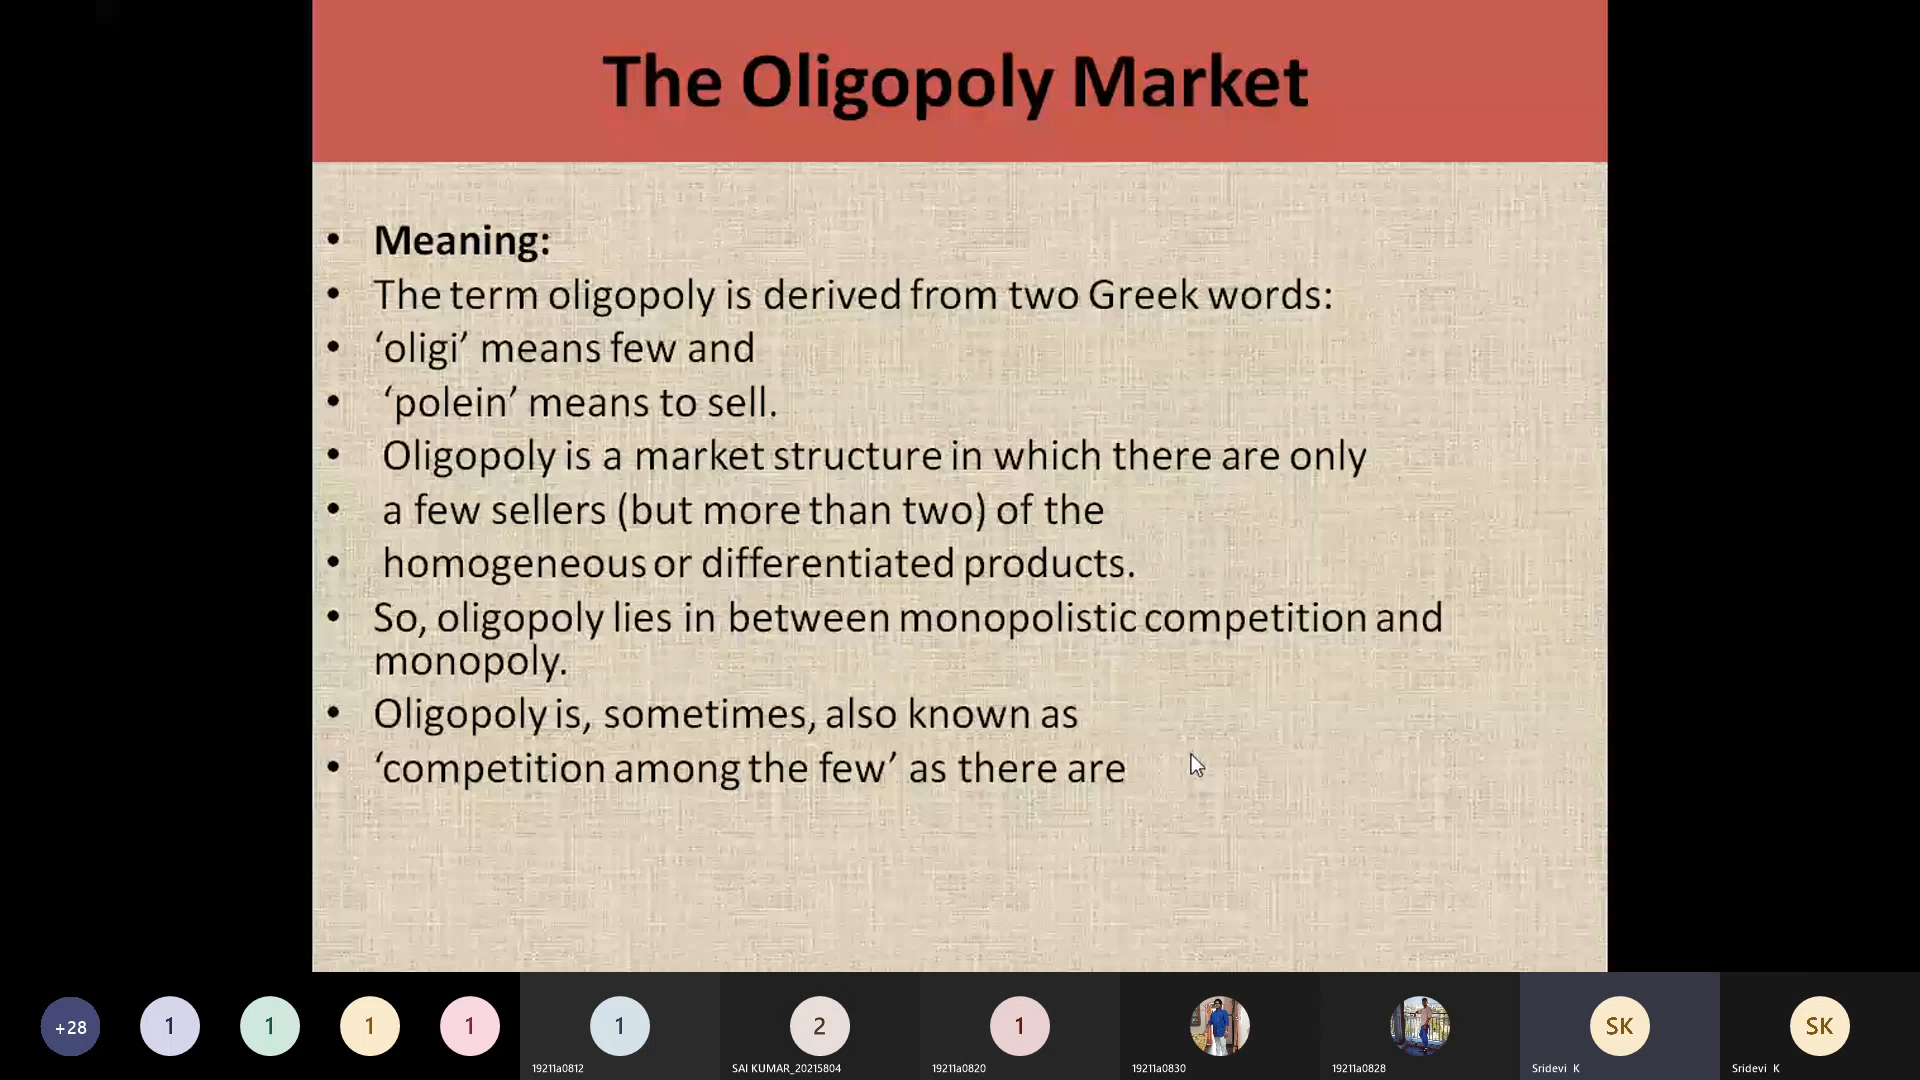 The Oligopoly Market
• Meaning:
• The term oligopoly is derived from two Greek words:
• ‘oligi’ means few and
• ‘polein’ means to sell.
• Oligopoly is a market structure in which there are only
• a few sellers (but more than two) of the
• homogeneous or differentiated products.
• So, oligopoly lies in between monopolistic competition and
monopoly.
• Oligopoly is, sometimes, also known as
• ‘competition among the few’ as there are
+28
1
1
1
1
1
2
1
SK
SK
19211a0812
SAI KUMAR_20215804
19211a0820
19211a0830
19211a0828
Sridevi K
Sridevi K